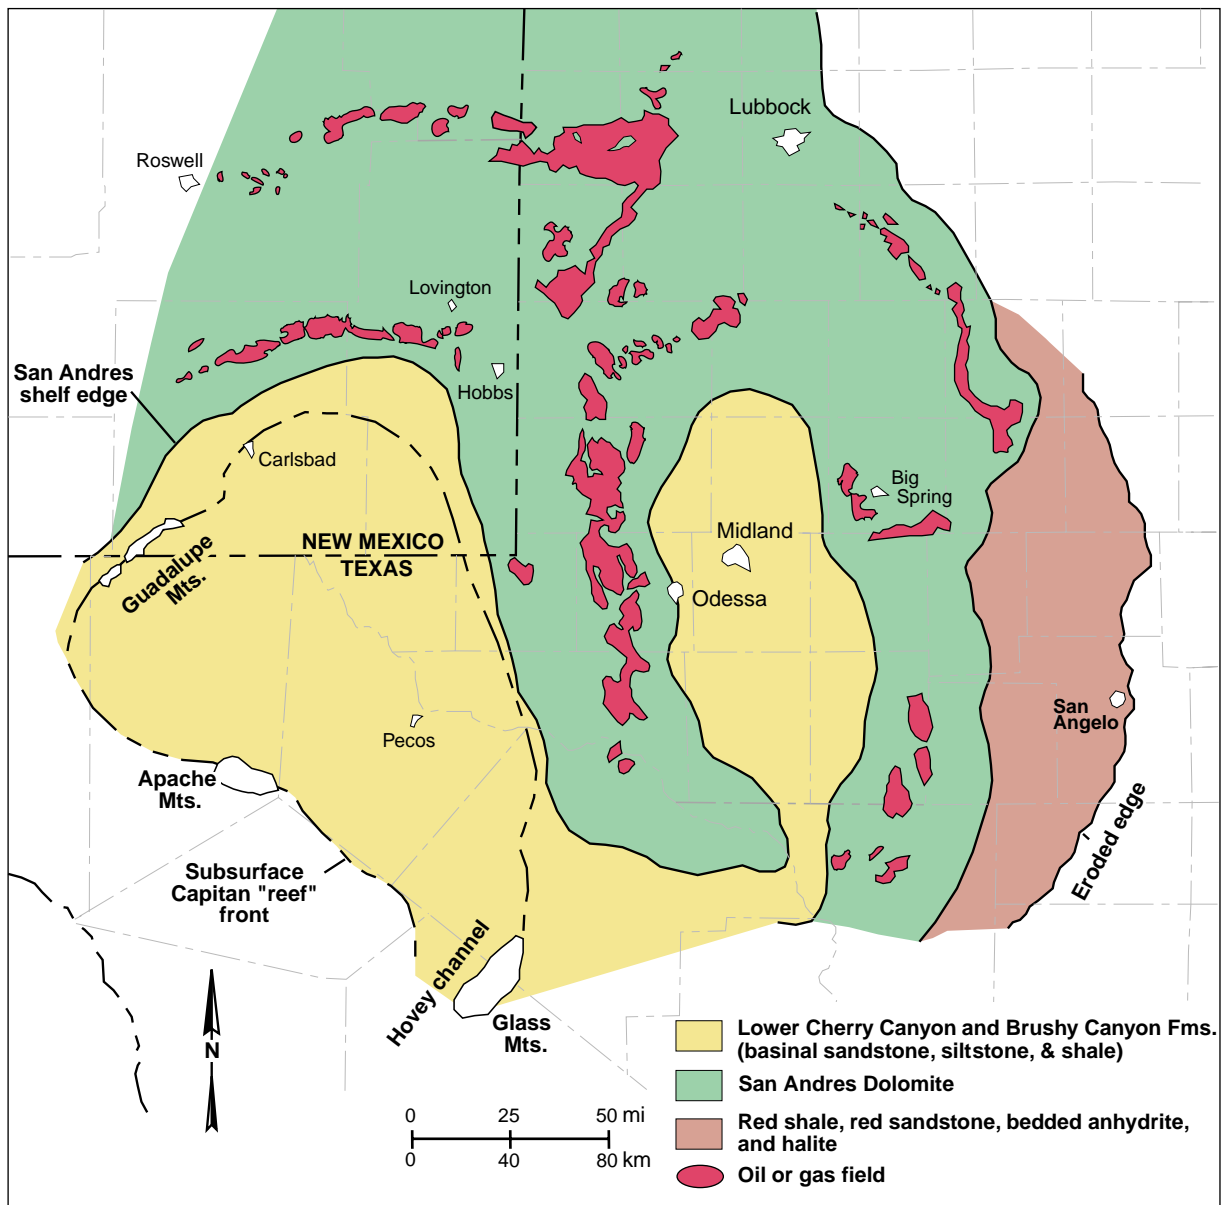 Lubbock
Roswell
Lovington
San Andres
shelf edge
Hobbs
Carlsbad
Big
Spring
NEW MEXICO
TEXAS
Midland
Guadalupe
Mts.
Odessa
San
Angelo
Pecos
Apache
Mts.
Eroded edge
Subsurface
Capitan "reef"
front
Hovey channel
Glass
Mts.
N
Lower Cherry Canyon and Brushy Canyon Fms.
(basinal sandstone, siltstone, & shale)
San Andres Dolomite
Red shale, red sandstone, bedded anhydrite,
and halite
Oil or gas field
0 25 50 mi
0 40 80 km